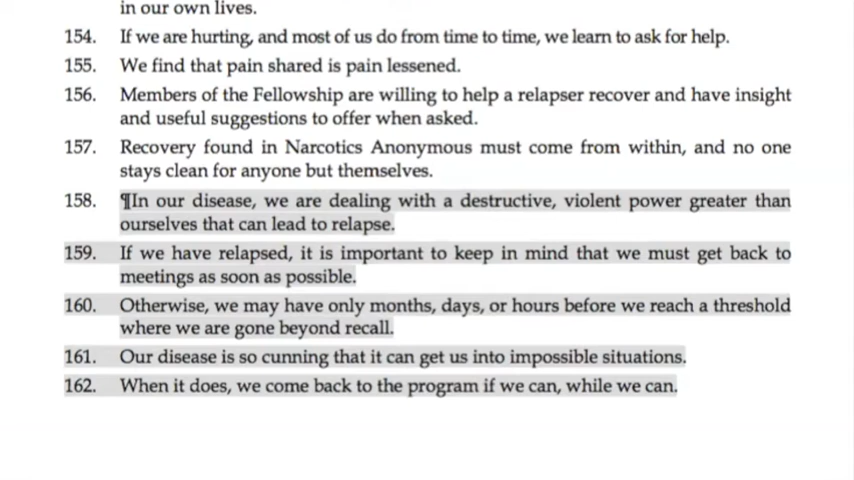 in our own lives.
154. If we are hurting, and most of us do from time to time, we learn to ask for help.
155. We find that pain shared is pain lessened.
156. Members of the Fellowship are willing to help a relapser recover and have insight
and useful suggestions to offer when asked.
157. Recovery found in Narcotics Anonymous must come from within, and no one
stays clean for anyone but themselves.
158. ¶In our disease, we are dealing with a destructive, violent power greater than
ourselves that can lead to relapse.
159. If we have relapsed, it is important to keep in mind that we must get back to
meetings as soon as possible.
160. Otherwise, we may have only months, days, or hours before we reach a threshold
where we are gone beyond recall.
161. Our disease is so cunning that it can get us into impossible situations.
162. When it does, we come back to the program if we can, while we can.